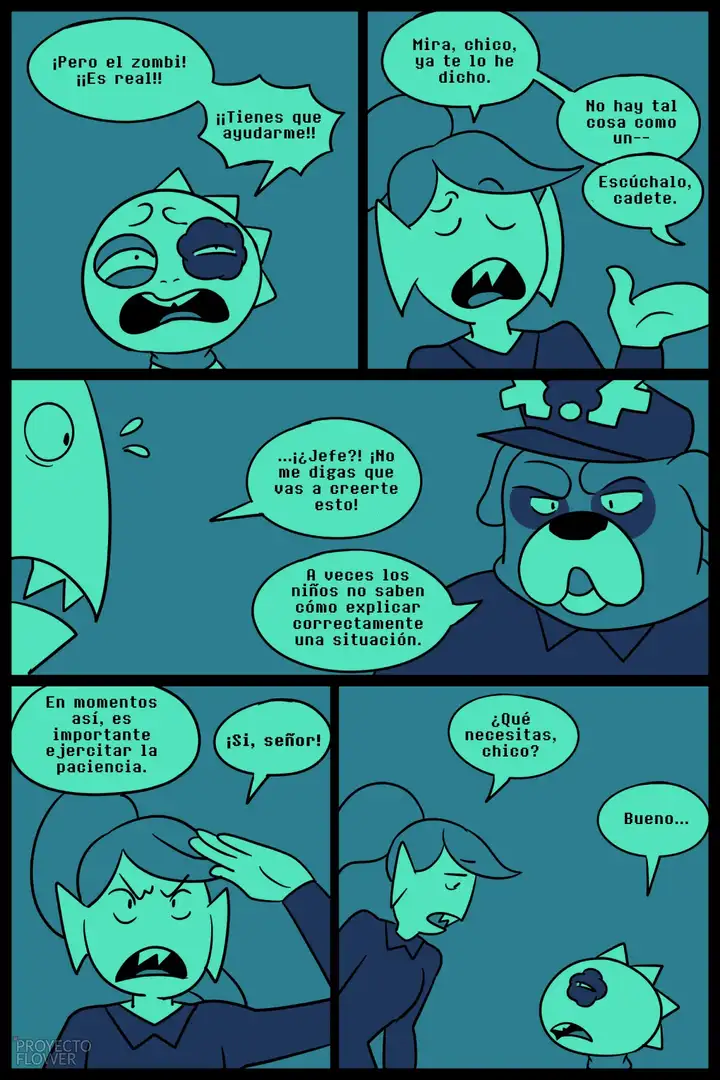 ¡Pero el zombi!
¡¡Es real!!
¡¡Tienes que
ayudarme!!
Mira, chico,
ya te lo he
dicho.
No hay tal
cosa como
un--
Escúchalo,
cadete.
...¡¿Jefe?! ¡No
me digas que
vas a creerte
esto!
A veces los
niños no saben
cómo explicar
correctamente
una situación.
En momentos
así, es
importante
ejercitar la
paciencia.
¡Si, señor!
¿Qué
necesitas,
chico?
Bueno...
PROYECTO
FLOWER